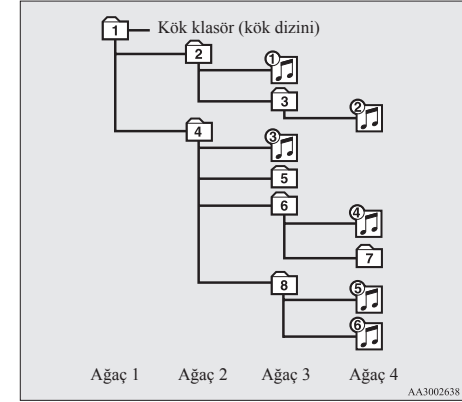 1 Kök klasör (kök dizini)
2 ①
3 ②
4 ③
5
6 ④
7
8 ⑤
⑥
Ağaç 1 Ağaç 2 Ağaç 3 Ağaç 4
AA3002638